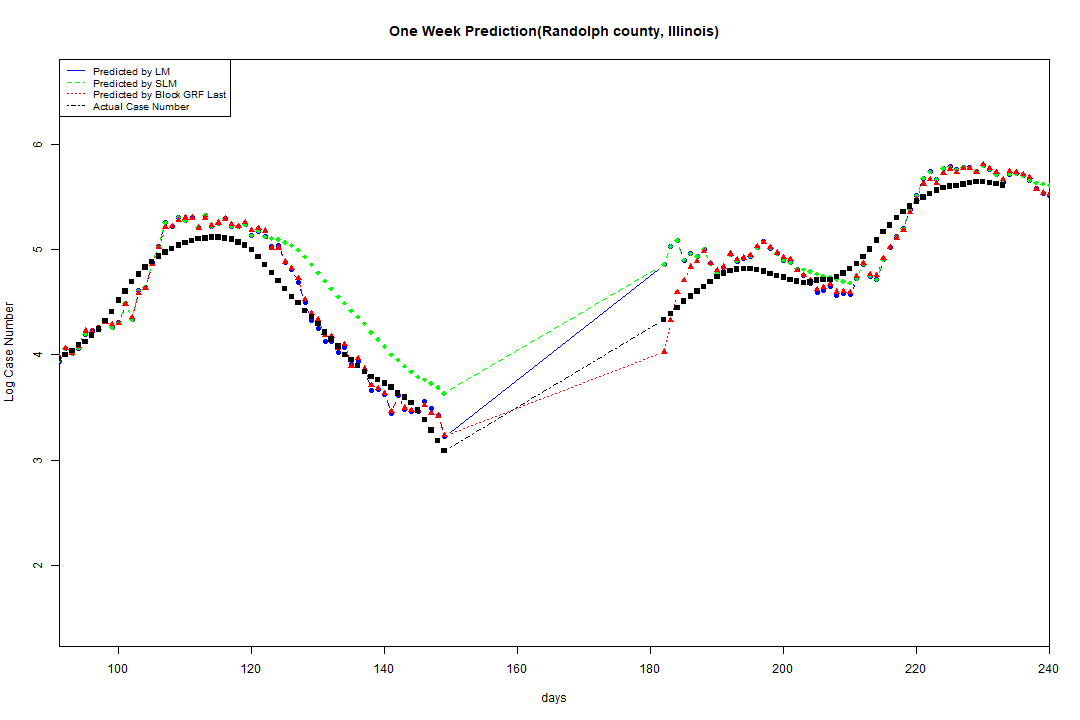 One Week Prediction(Randolph county, Illinois)
Predicted by LM
Predicted by SLM
Predicted by Block GRF Last
Actual Case Number
6
5
4
3
2
Log Case Number
100 120 140 160 180 200 220 240
days